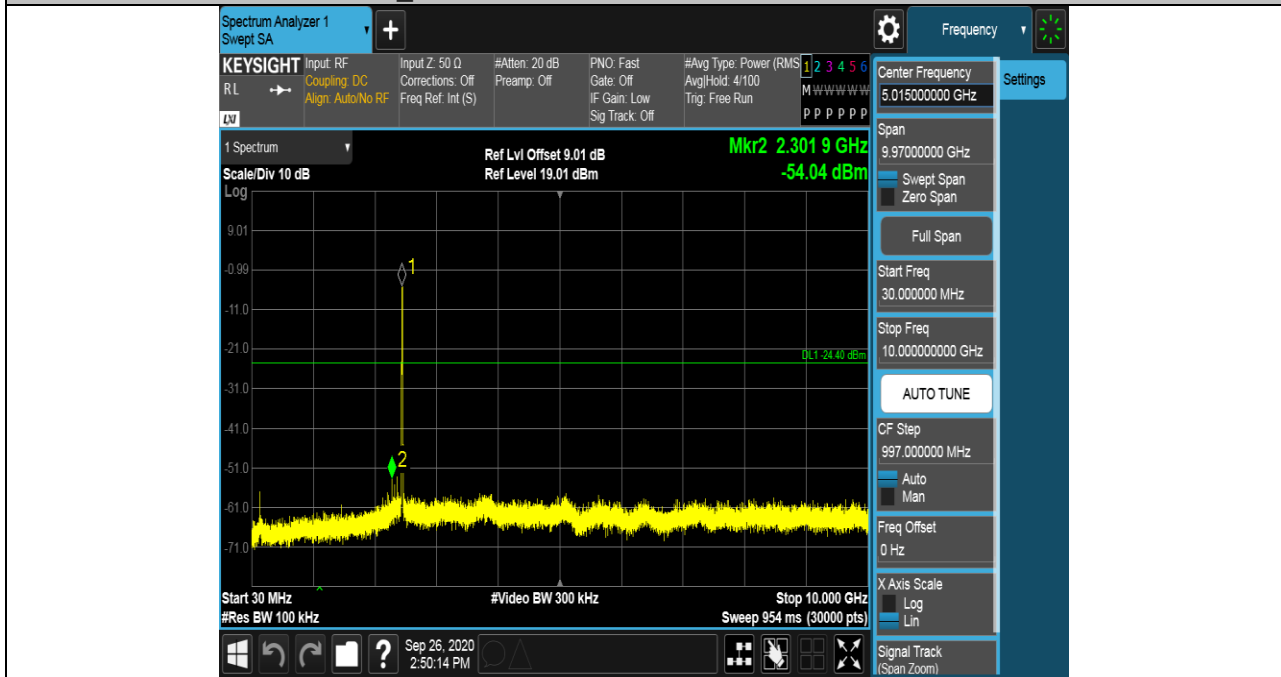 Spectrum Analyzer 1
Swept SA
+
Frequency
KEYSIGHT
RL
LXI
Input: RF
Coupling: DC
Align: Auto/No RF
Input Z: 50 Ω
Corrections: Off
Freq Ref: Int (S)
#Atten: 20 dB
Preamp: Off
PNO: Fast
Gate: Off
IF Gain: Low
Sig Track: Off
#Avg Type: Power (RMS
Avg|Hold: 4/100
Trig: Free Run
1 2 3 4 5 6
M W W W W W
P P P P P P
1 Spectrum
Scale/Div 10 dB
Ref Lvl Offset 9.01 dB
Ref Level 19.01 dBm
Mkr2 2.301 9 GHz
-54.04 dBm
Log
9.01
-0.99
-11.0
-21.0
-31.0
-41.0
-51.0
-61.0
-71.0
1
2
DL1 -24.40 dBm
Start 30 MHz
#Res BW 100 kHz
#Video BW 300 kHz
Stop 10.000 GHz
Sweep 954 ms (30000 pts)
Center Frequency
5.015000000 GHz
Settings
Span
9.97000000 GHz
Swept Span
Zero Span
Full Span
Start Freq
30.000000 MHz
Stop Freq
10.000000000 GHz
AUTO TUNE
CF Step
997.000000 MHz
Auto
Man
Freq Offset
0 Hz
X Axis Scale
Log
Lin
Signal Track
(Span Zoom)
?
Sep 26, 2020
2:50:14 PM